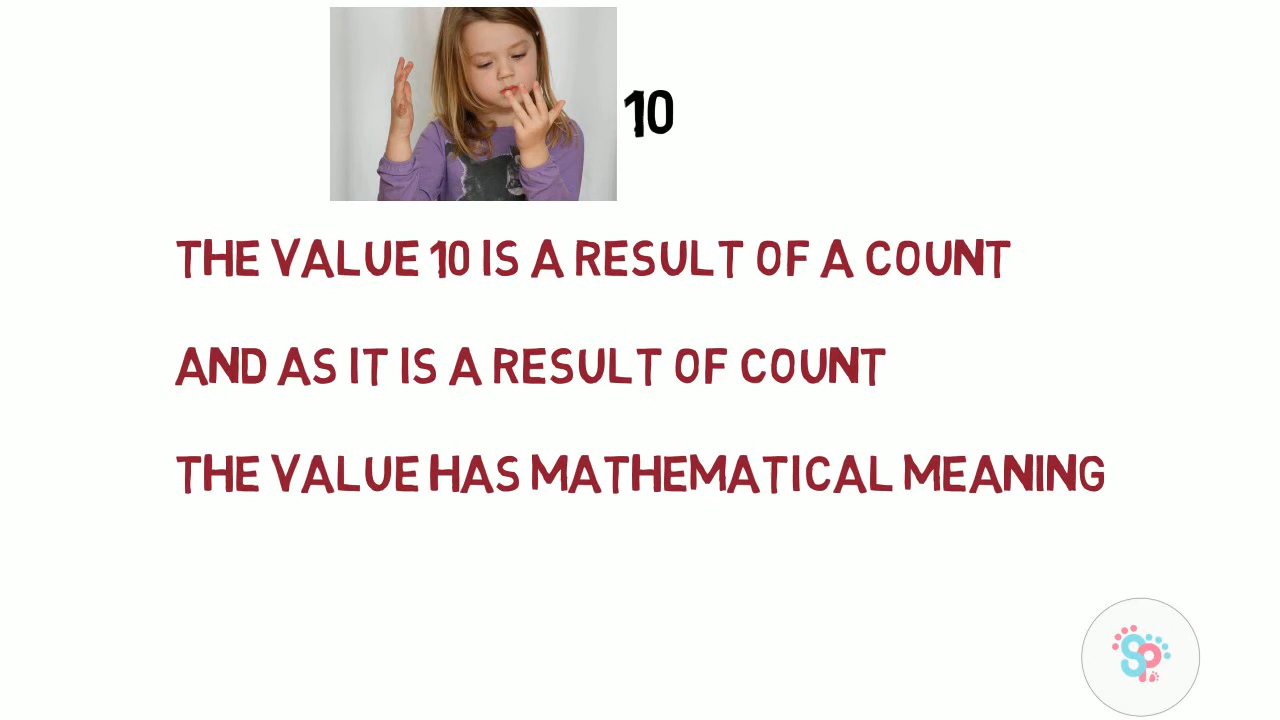 10
THE VALUE 10 IS A RESULT OF A COUNT
AND AS IT IS A RESULT OF COUNT
THE VALUE HAS MATHEMATICAL MEANING
SP